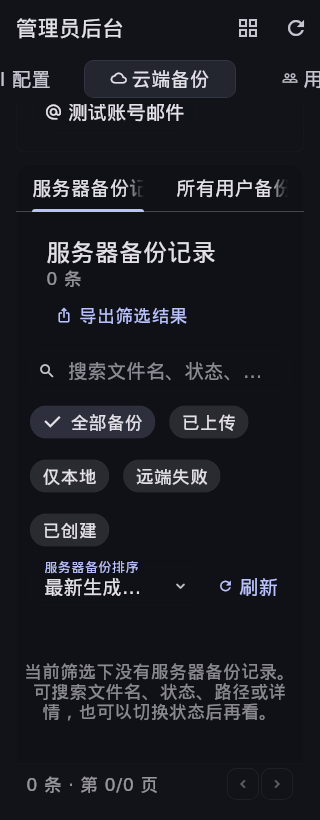 管理员后台
配置
云端备份
用
测试账号邮件
服务器备份记
所有用户备份
服务器备份记录
0 条
导出筛选结果
搜索文件名、状态、...
全部备份
已上传
仅本地
远端失败
已创建
服务器备份排序
最新生成...
刷新
当前筛选下没有服务器备份记录。
可搜索文件名、状态、路径或详
情，也可以切换状态后再看。
0 条 · 第 0/0 页